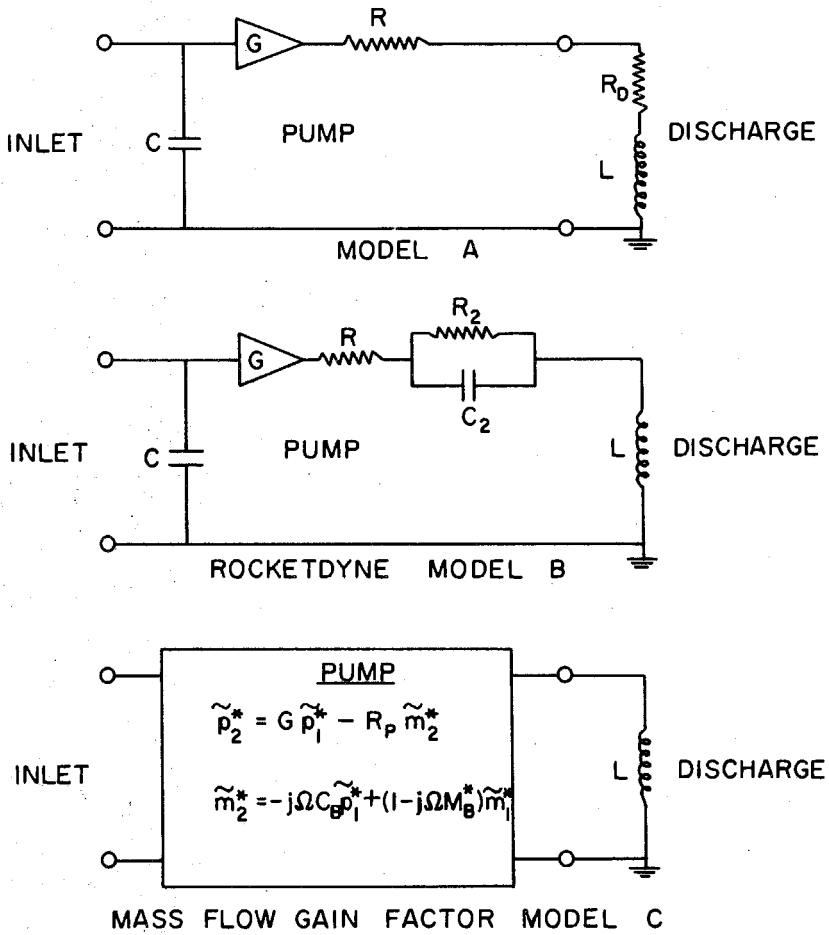 R
G
R_D
INLET
C
PUMP
DISCHARGE
L
MODEL A
R_2
R
G
C_2
INLET
C
PUMP
L
DISCHARGE
ROCKETDYNE MODEL B
PUMP
p̃₂* = G p̃₁* − R_P m̃₂*
INLET
L
DISCHARGE
m̃₂* = −jΩC_B p̃₁* + (1−jΩM_B*) m̃₁*
MASS FLOW GAIN FACTOR MODEL C